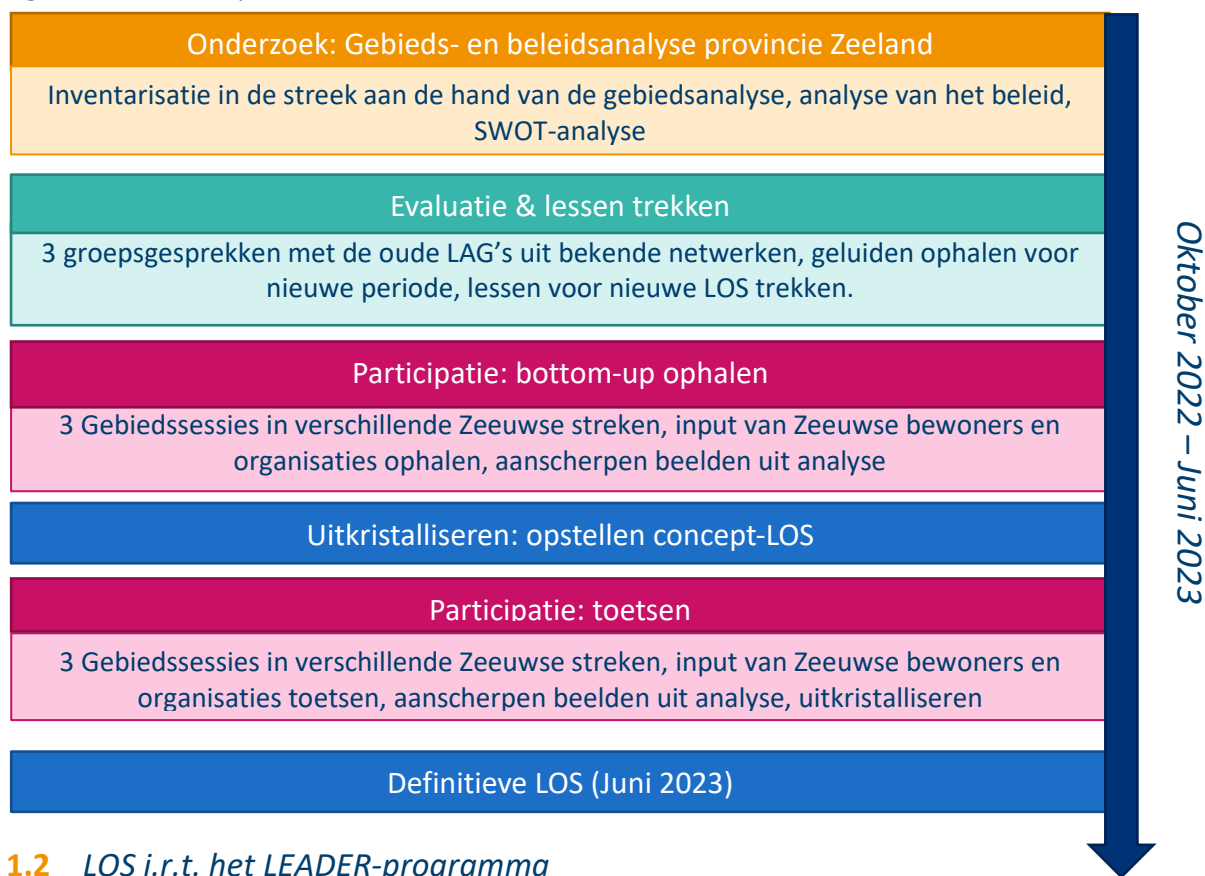 Onderzoek: Gebieds- en beleidsanalyse provincie Zeeland
Inventarisatie in de streek aan de hand van de gebiedsanalyse, analyse van het beleid,
SWOT-analyse
Evaluatie & lessen trekken
3 groepsgesprekken met de oude LAG's uit bekende netwerken, geluiden ophalen voor
nieuwe periode, lessen voor nieuwe LOS trekken.
Participatie: bottom-up ophalen
3 Gebiedssessies in verschillende Zeeuwse streken, input van Zeeuwse bewoners en
organisaties ophalen, aanscherpen beelden uit analyse
Uitkristalliseren: opstellen concept-LOS
Participatie: toetsen
3 Gebiedssessies in verschillende Zeeuwse streken, input van Zeeuwse bewoners en
organisaties toetsen, aanscherpen beelden uit analyse, uitkristalliseren
Definitieve LOS (Juni 2023)
Oktober 2022 – Juni 2023
1.2 LOS i.r.t. het LEADER-programma